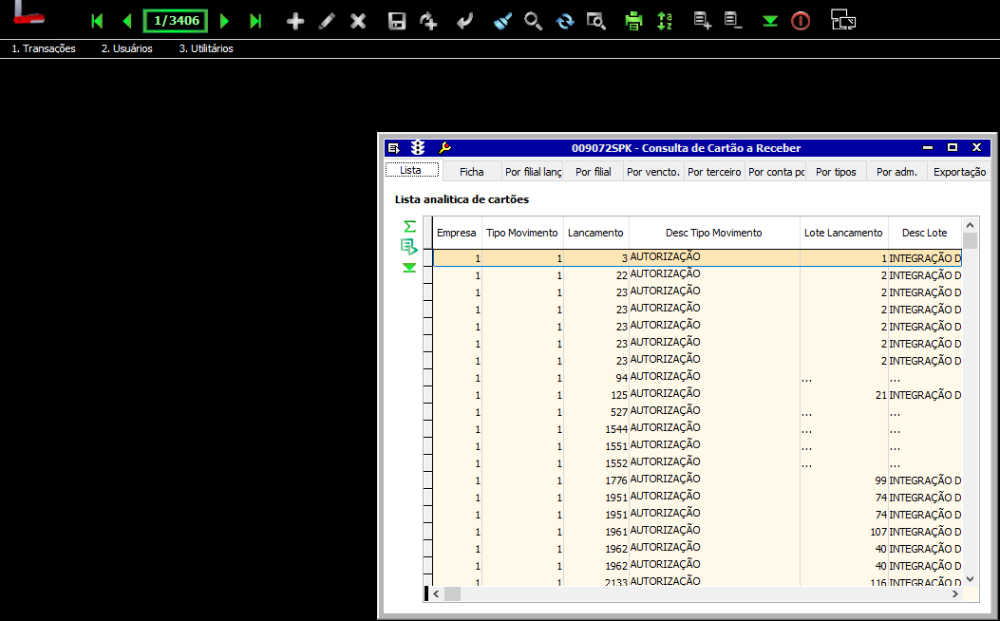 1/3406
1. Transações 2. Usuários 3. Utilitários
009072SPK - Consulta de Cartão a Receber
Lista Ficha Por filial lanç Por filial Por vencto. Por terceiro Por conta po Por tipos Por adm. Exportação
Lista analitica de cartões
Empresa Tipo Movimento Lancamento Desc Tipo Movimento Lote Lancamento Desc Lote
1 1 3 AUTORIZAÇÃO 1 INTEGRAÇÃO D
1 1 22 AUTORIZAÇÃO 2 INTEGRAÇÃO D
1 1 23 AUTORIZAÇÃO 2 INTEGRAÇÃO D
1 1 23 AUTORIZAÇÃO 2 INTEGRAÇÃO D
1 1 23 AUTORIZAÇÃO 2 INTEGRAÇÃO D
1 1 23 AUTORIZAÇÃO 2 INTEGRAÇÃO D
1 1 23 AUTORIZAÇÃO 2 INTEGRAÇÃO D
1 1 94 AUTORIZAÇÃO ... ...
1 1 125 AUTORIZAÇÃO 21 INTEGRAÇÃO D
1 1 527 AUTORIZAÇÃO ... ...
1 1 1544 AUTORIZAÇÃO ... ...
1 1 1551 AUTORIZAÇÃO ... ...
1 1 1552 AUTORIZAÇÃO ... ...
1 1 1776 AUTORIZAÇÃO 99 INTEGRAÇÃO D
1 1 1951 AUTORIZAÇÃO 74 INTEGRAÇÃO D
1 1 1951 AUTORIZAÇÃO 74 INTEGRAÇÃO D
1 1 1961 AUTORIZAÇÃO 107 INTEGRAÇÃO D
1 1 1962 AUTORIZAÇÃO 40 INTEGRAÇÃO D
1 1 1962 AUTORIZAÇÃO 40 INTEGRAÇÃO D
1 1 2133 AUTORIZAÇÃO 116 INTEGRAÇÃO D